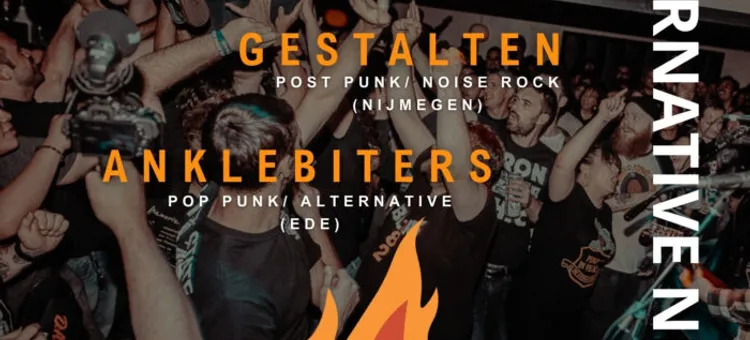 GESTALTEN
POST PUNK/ NOISE ROCK
(NIJMEGEN)
ANKLEBITERS
POP PUNK/ ALTERNATIVE
(EDE)
RNATIVEN